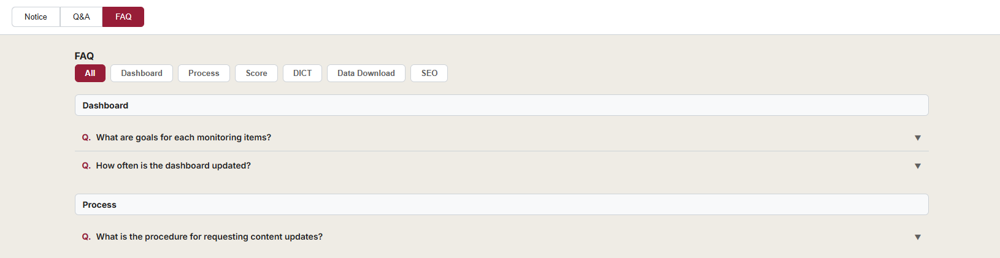 Notice Q&A FAQ
FAQ
All Dashboard Process Score DICT Data Download SEO
Dashboard
Q. What are goals for each monitoring items? ▼
Q. How often is the dashboard updated? ▼
Process
Q. What is the procedure for requesting content updates? ▼